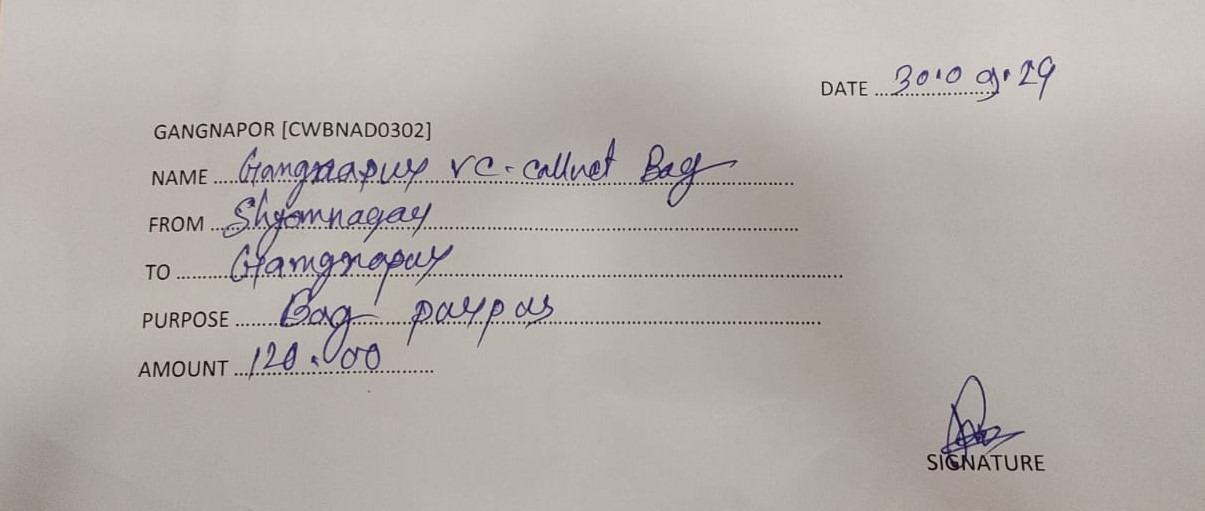 DATE 30.09.29
GANGNAPOR [CWBNAD0302]
NAME Gangnapur VC-callnet Bag
FROM Shyamnagar
TO Gangnapur
PURPOSE Bag parpas
AMOUNT 120.00
SIGNATURE